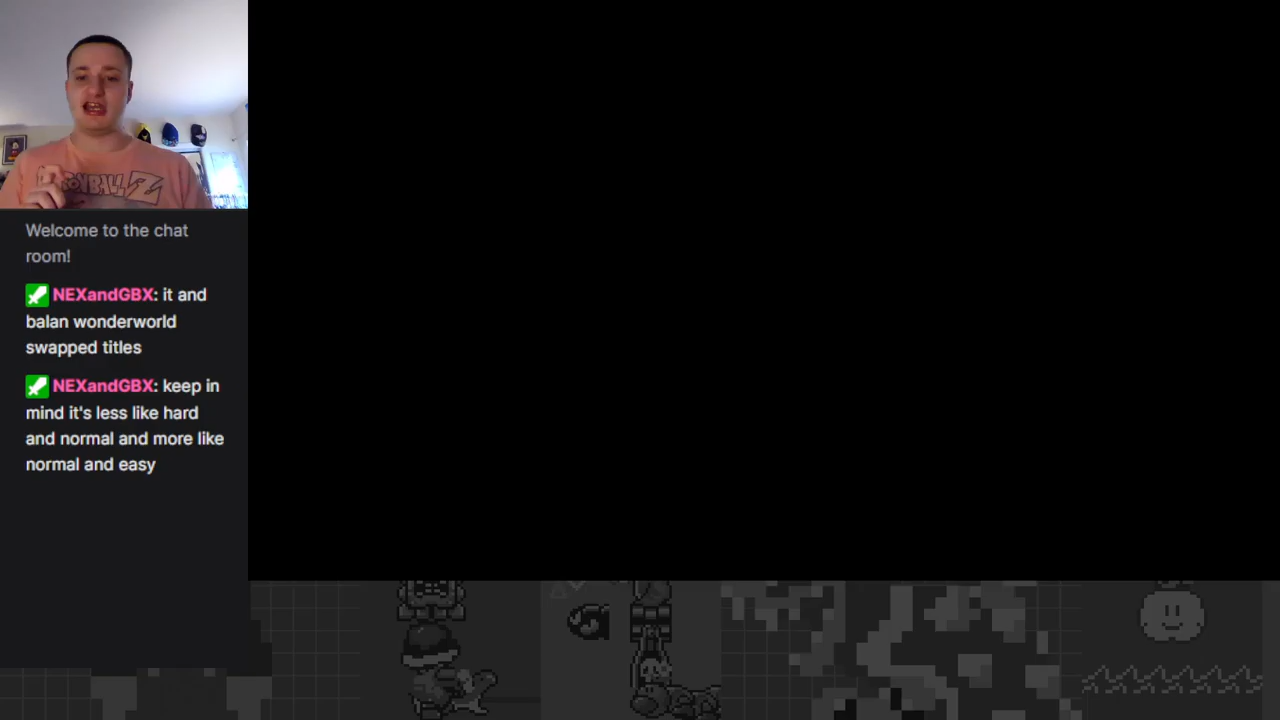 DRAGONBALL Z
Welcome to the chat
room!
NEXandGBX: it and
balan wonderworld
swapped titles
NEXandGBX: keep in
mind it's less like hard
and normal and more like
normal and easy